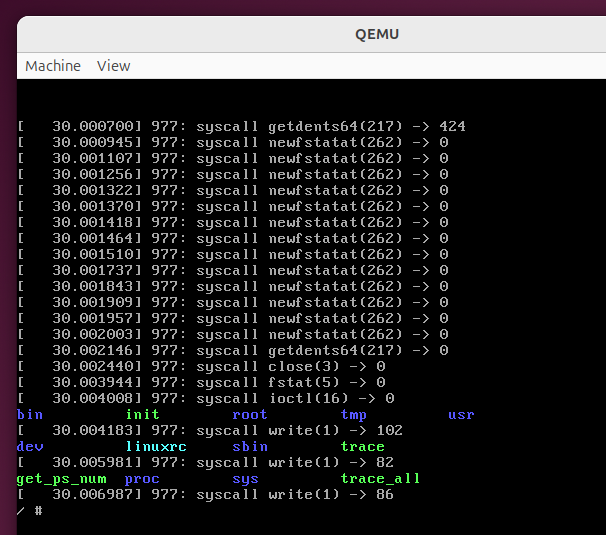 QEMU
Machine View
[   30.000700] 977: syscall getdents64(217) -> 424
[   30.000945] 977: syscall newfstatat(262) -> 0
[   30.001107] 977: syscall newfstatat(262) -> 0
[   30.001256] 977: syscall newfstatat(262) -> 0
[   30.001322] 977: syscall newfstatat(262) -> 0
[   30.001370] 977: syscall newfstatat(262) -> 0
[   30.001418] 977: syscall newfstatat(262) -> 0
[   30.001464] 977: syscall newfstatat(262) -> 0
[   30.001510] 977: syscall newfstatat(262) -> 0
[   30.001737] 977: syscall newfstatat(262) -> 0
[   30.001843] 977: syscall newfstatat(262) -> 0
[   30.001909] 977: syscall newfstatat(262) -> 0
[   30.001957] 977: syscall newfstatat(262) -> 0
[   30.002003] 977: syscall newfstatat(262) -> 0
[   30.002146] 977: syscall getdents64(217) -> 0
[   30.002440] 977: syscall close(3) -> 0
[   30.003944] 977: syscall fstat(5) -> 0
[   30.004008] 977: syscall ioctl(16) -> 0
bin         init        root        tmp         usr
[   30.004183] 977: syscall write(1) -> 102
dev         linuxrc     sbin        trace
[   30.005981] 977: syscall write(1) -> 82
get_ps_num  proc        sys         trace_all
[   30.006987] 977: syscall write(1) -> 86
/ #